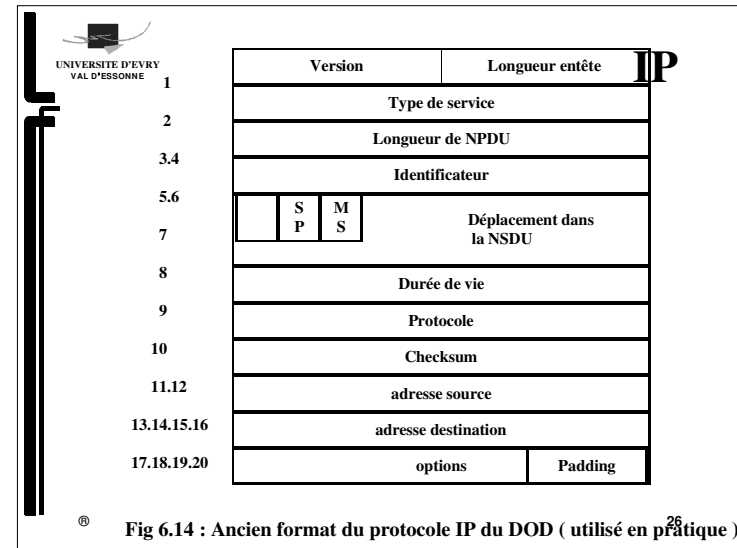 UNIVERSITE D'EVRY
VAL D'ESSONNE
IP
1
Version Longueur entête
2
Type de service
3.4
Longueur de NPDU
5.6
Identificateur
7
S P
M S
Déplacement dans
la NSDU
8
Durée de vie
9
Protocole
10
Checksum
11.12
adresse source
13.14.15.16
adresse destination
17.18.19.20
options Padding
® Fig 6.14 : Ancien format du protocole IP du DOD ( utilisé en pratique )
26